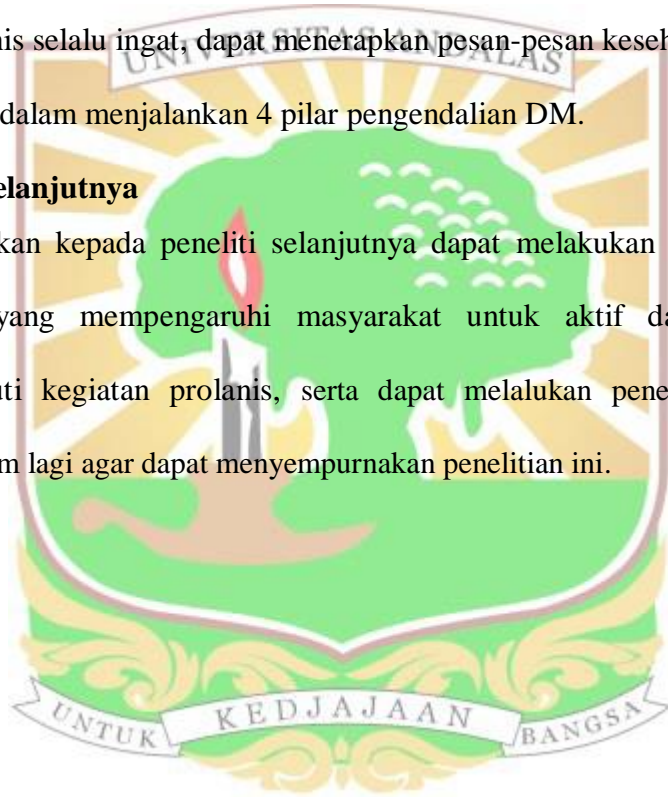 nis selalu ingat, dapat menerapkan pesan-pesan keseh
UNIVERSITAS ANDALAS
dalam menjalankan 4 pilar pengendalian DM.
elanjutnya
kan kepada peneliti selanjutnya dapat melakukan
yang mempengaruhi masyarakat untuk aktif da
ti kegiatan prolanis, serta dapat melalukan pene
m lagi agar dapat menyempurnakan penelitian ini.
UNTUK KEDJAJAAN BANGSA